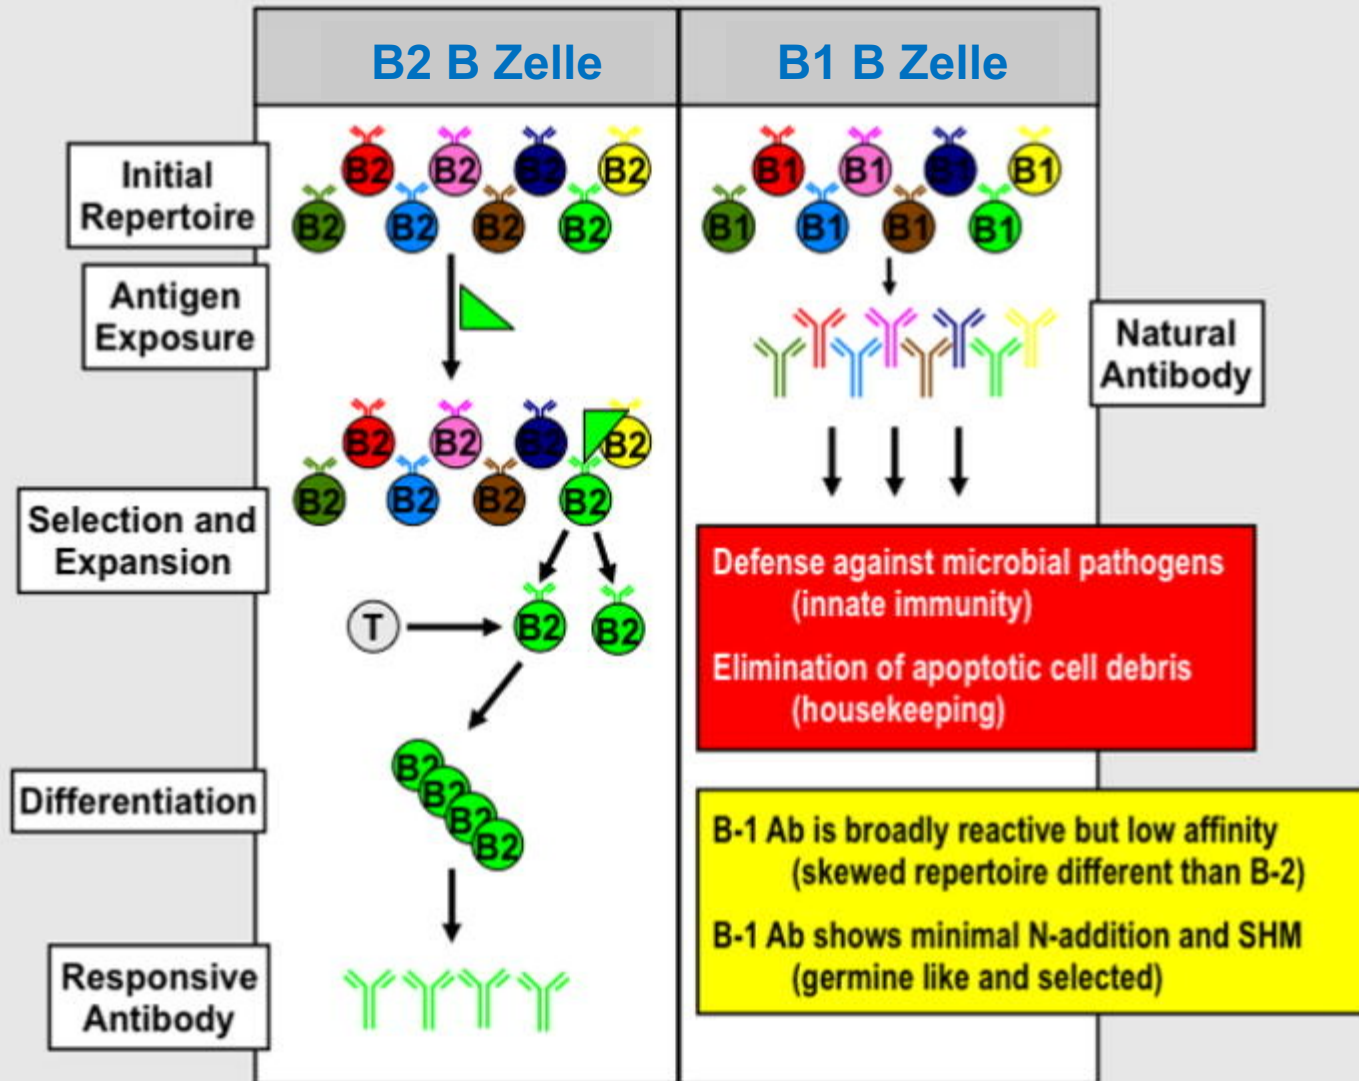 B2 B Zelle
B1 B Zelle
Initial
Repertoire
B2 B2 B2 B2
B2 B2 B2 B2
B1 B1 B1 B1
B1 B1 B1 B1
Antigen
Exposure
Natural
Antibody
B2 B2 B2 B2
B2 B2 B2 B2
Selection and
Expansion
T B2 B2
Defense against microbial pathogens
(innate immunity)
Elimination of apoptotic cell debris
(housekeeping)
Differentiation
B2
B2
B2
B2
B-1 Ab is broadly reactive but low affinity
(skewed repertoire different than B-2)
B-1 Ab shows minimal N-addition and SHM
(germine like and selected)
Responsive
Antibody